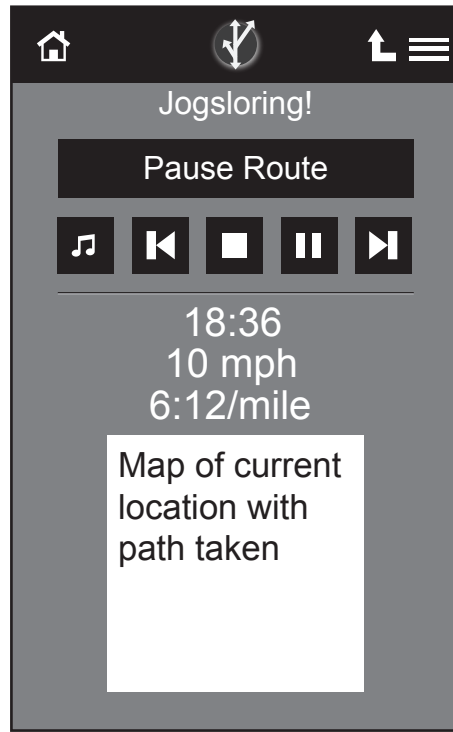 Jogsloring!
Pause Route
18:36
10 mph
6:12/mile
Map of current
location with
path taken